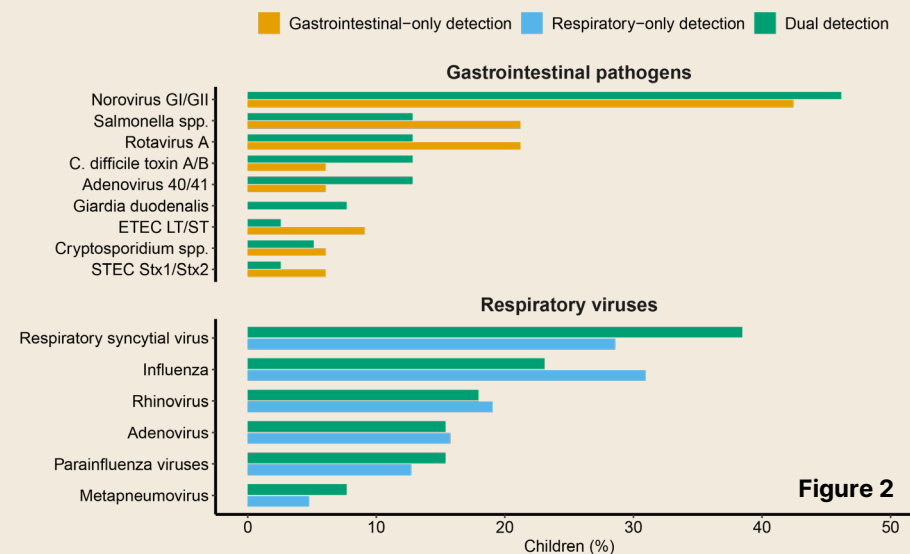 Gastrointestinal−only detection Respiratory−only detection Dual detection
Gastrointestinal pathogens
Norovirus GI/GII
Salmonella spp.
Rotavirus A
C. difficile toxin A/B
Adenovirus 40/41
Giardia duodenalis
ETEC LT/ST
Cryptosporidium spp.
STEC Stx1/Stx2
Respiratory viruses
Respiratory syncytial virus
Influenza
Rhinovirus
Adenovirus
Parainfluenza viruses
Metapneumovirus
Figure 2
0 10 20 30 40 50
Children (%)